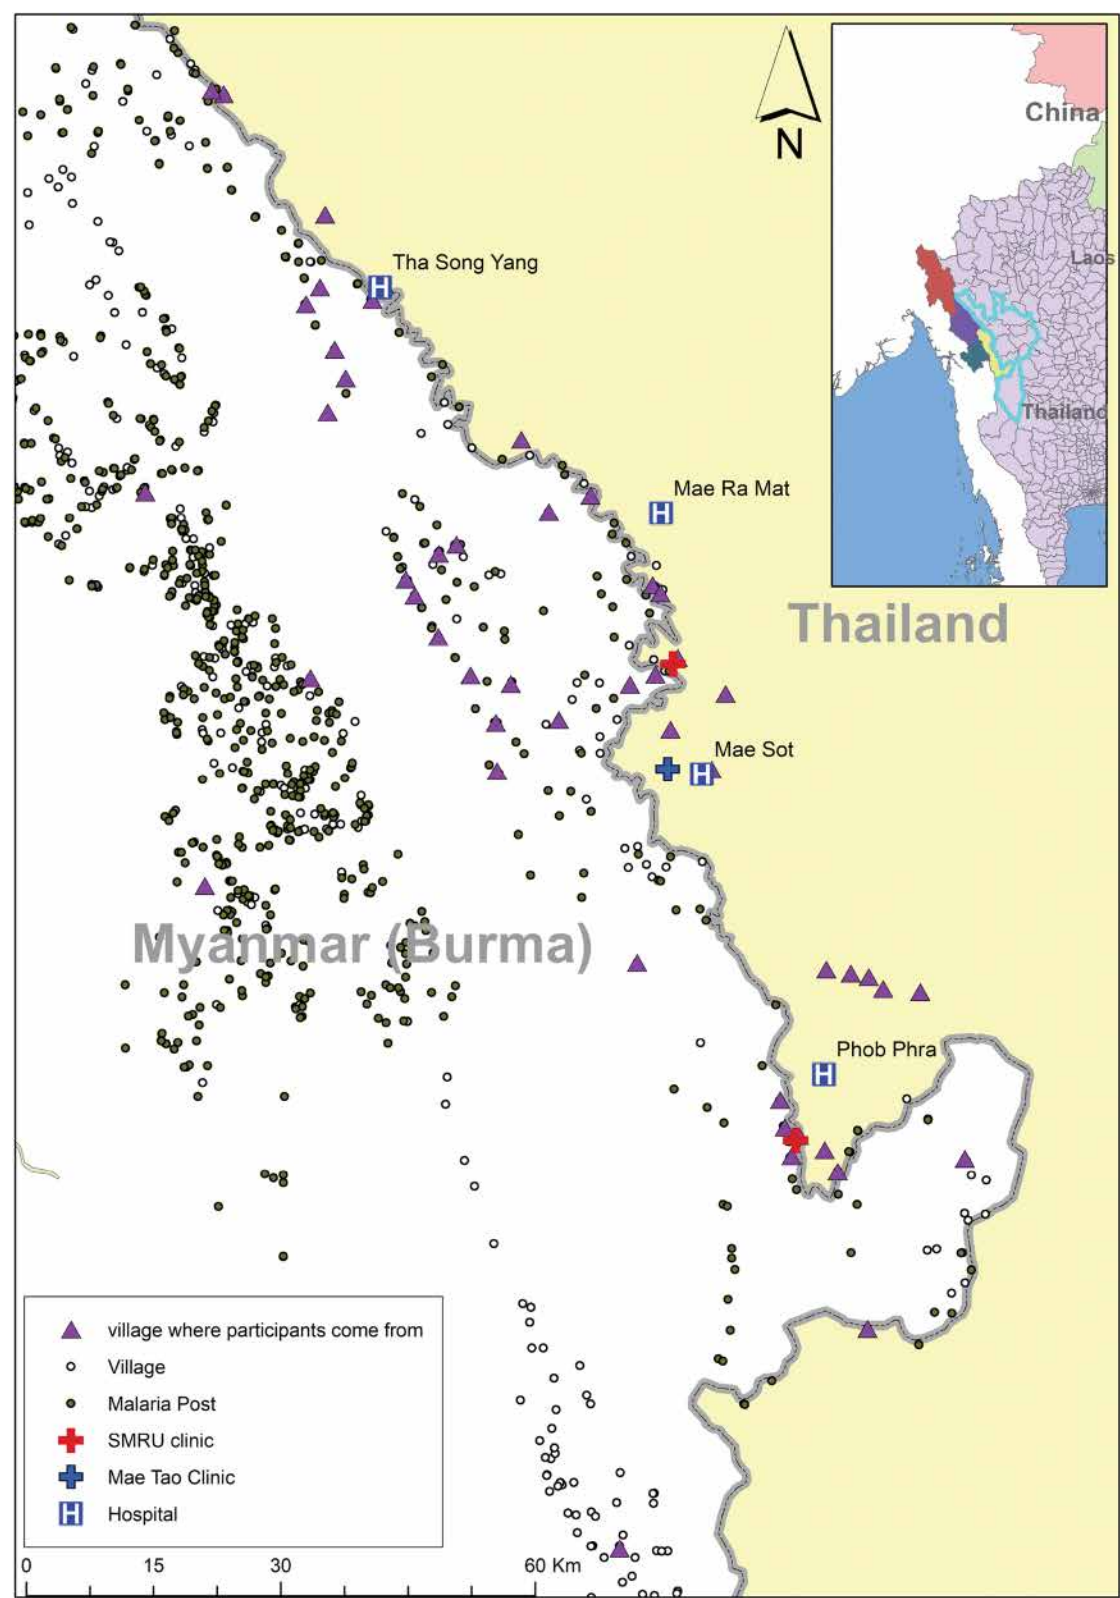 China
Laos
Thailand
N
Tha Song Yang
Mae Ra Mat
Thailand
Mae Sot
Myanmar (Burma)
Phob Phra
village where participants come from
Village
Malaria Post
SMRU clinic
Mae Tao Clinic
Hospital
0 15 30 60 Km
H
H
H
H
H